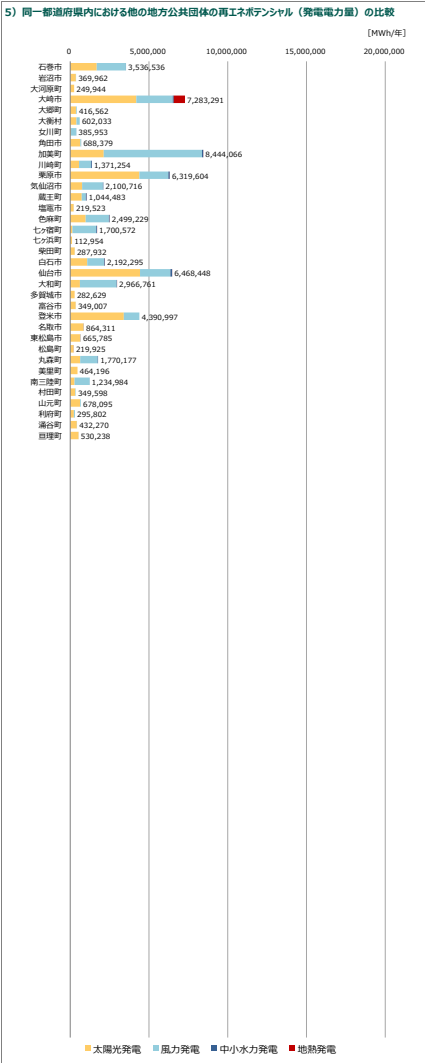 5）同一都道府県内における他の地方公共団体の再エネポテンシャル（発電電力量）の比較
[MWh/年]
0 5,000,000 10,000,000 15,000,000 20,000,000
石巻市 3,536,536
岩沼市 369,962
大河原町 249,944
大崎市 7,283,291
大郷町 416,562
大衡村 602,033
女川町 385,953
角田市 688,379
加美町 8,444,066
川崎町 1,371,254
栗原市 6,319,604
気仙沼市 2,100,716
蔵王町 1,044,483
塩竈市 219,523
色麻町 2,499,229
七ヶ宿町 1,700,572
七ヶ浜町 112,954
柴田町 287,932
白石市 2,192,295
仙台市 6,468,448
大和町 2,966,761
多賀城市 282,629
富谷市 349,007
登米市 4,390,997
名取市 864,311
東松島市 665,785
松島町 219,925
丸森町 1,770,177
美里町 464,196
南三陸町 1,234,984
村田町 349,598
山元町 678,095
利府町 295,802
涌谷町 432,270
亘理町 530,238
太陽光発電 風力発電 中小水力発電 地熱発電